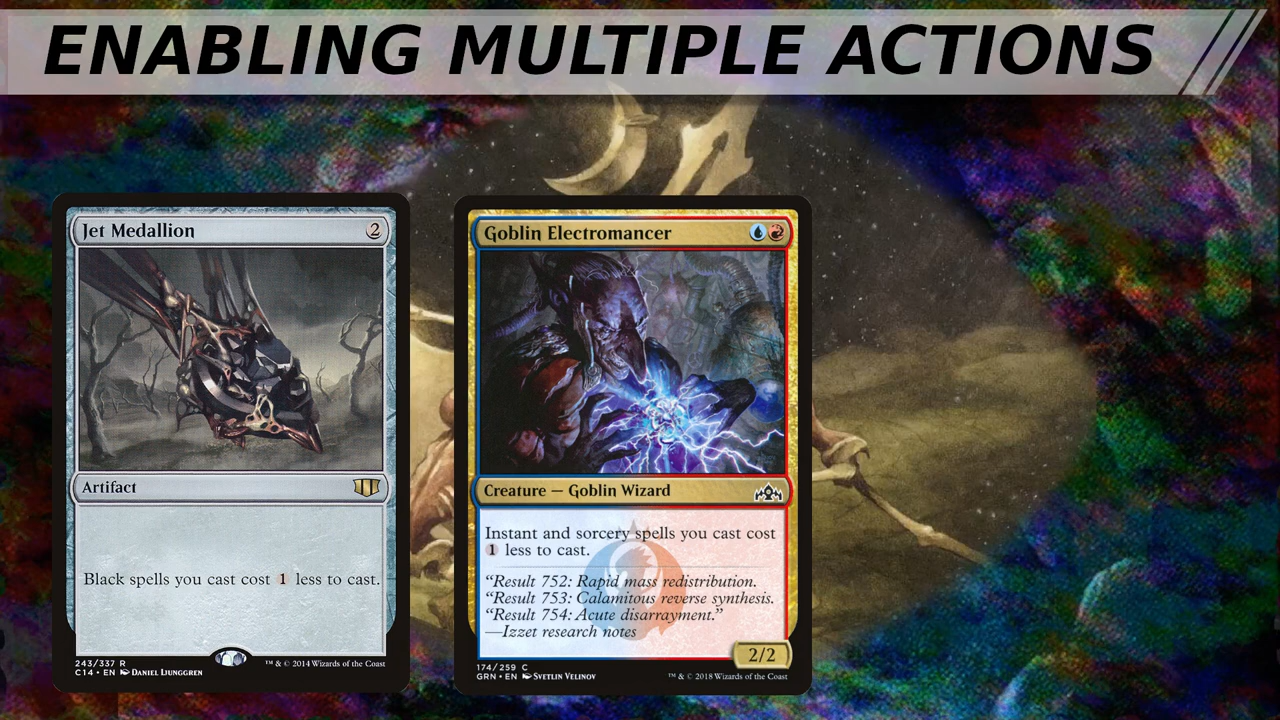 ENABLING MULTIPLE ACTIONS
Jet Medallion 2
Artifact
Black spells you cast cost 1 less to cast.
243/337 R
C14 • EN DANIEL LJUNGGREN
™ & © 2014 Wizards of the Coast
Goblin Electromancer
Creature — Goblin Wizard
Instant and sorcery spells you cast cost
1 less to cast.
“Result 752: Rapid mass redistribution.
“Result 753: Calamitous reverse synthesis.
“Result 754: Acute disarrayment.”
—Izzet research notes
2/2
174/259 C
GRN • EN SVETLIN VELINOV
™ & © 2018 Wizards of the Coast